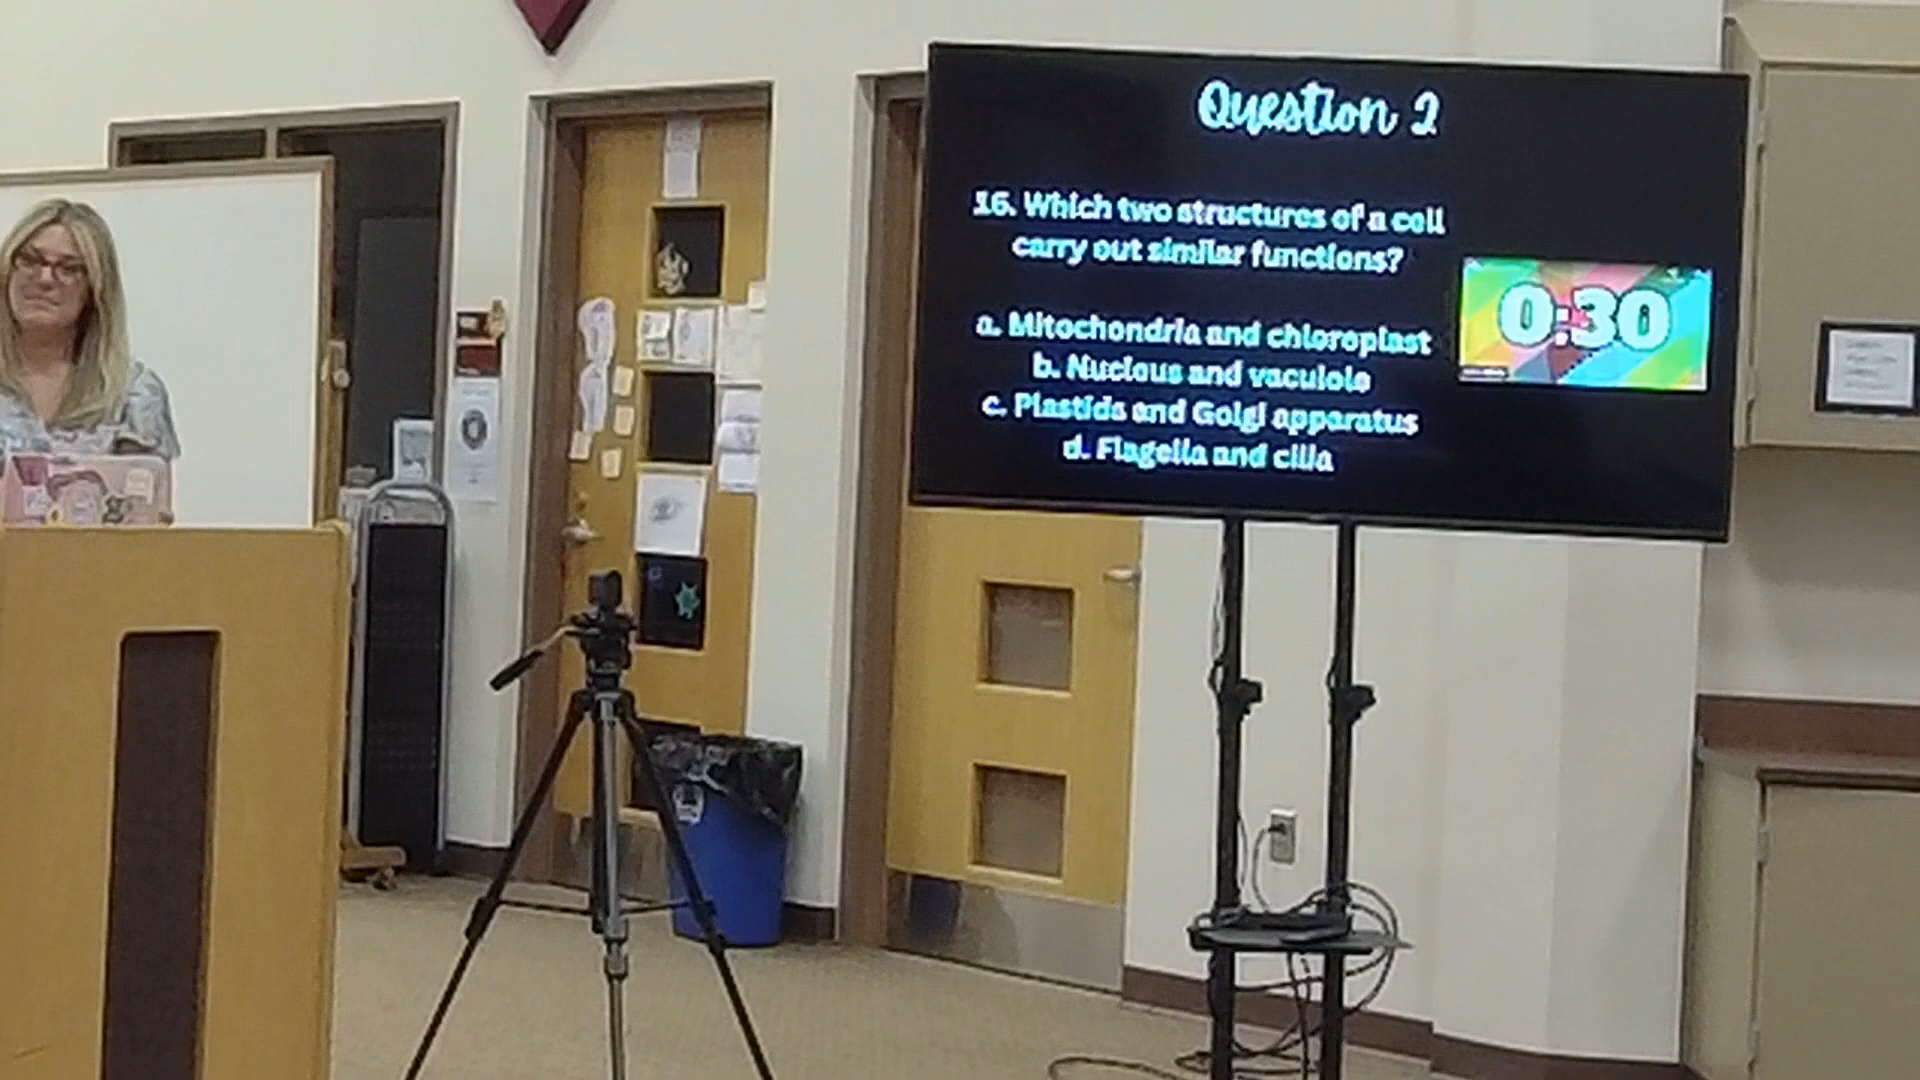 Question 2
16. Which two structures of a cell
carry out similar functions?
a. Mitochondria and chloroplast
b. Nucleus and vacuole
c. Plastids and Golgi apparatus
d. Flagella and cilia
0:30